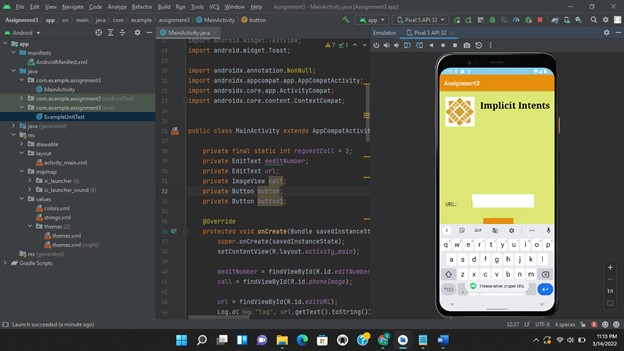 File Edit View Navigate Code Analyze Refactor Build Run Tools VCS Window Help Assignment3 - MainActivity.java [Assignment3.app]
app src main java com example assignment3 MainActivity button
app Pixel 5 API 32
Android
MainActivity.java
Emulator: Pixel 5 API 32
app
manifests
AndroidManifest.xml
java
com.example.assignment3
MainActivity
com.example.assignment3 (androidTest)
com.example.assignment3 (test)
ExampleUnitTest
java (generated)
res
drawable
layout
activity_main.xml
mipmap
ic_launcher (6)
ic_launcher_round (6)
values
colors.xml
strings.xml
themes (2)
themes.xml
themes.xml (night)
res (generated)
Gradle Scripts
import android.widget.TextView;
import android.widget.Toast;
import androidx.annotation.NonNull;
import androidx.appcompat.app.AppCompatActivity;
import androidx.core.app.ActivityCompat;
import androidx.core.content.ContextCompat;
public class MainActivity extends AppCompatActivit
private final static int requestCall = 2;
private EditText meditNumber;
private EditText url;
private ImageView call;
private Button button;
private Button button1;
@Override
protected void onCreate(Bundle savedInstanceSt
super.onCreate(savedInstanceState);
setContentView(R.layout.activity_main);
meditNumber = findViewById(R.id.editNumber
call = findViewById(R.id.phoneImage);
url = findViewById(R.id.editURL);
Log.d( tag: "tag", url.getText().toString()
Assignment3
Implicit Intents
URL:
GIF
q w e r t y u i o p
a s d f g h j k l
z x c v b n m
?123
Please enter proper URL
1:1
Launch succeeded (a minute ago)
32:27 LF UTF-8 4 spaces
11:13 PM
3/14/2022